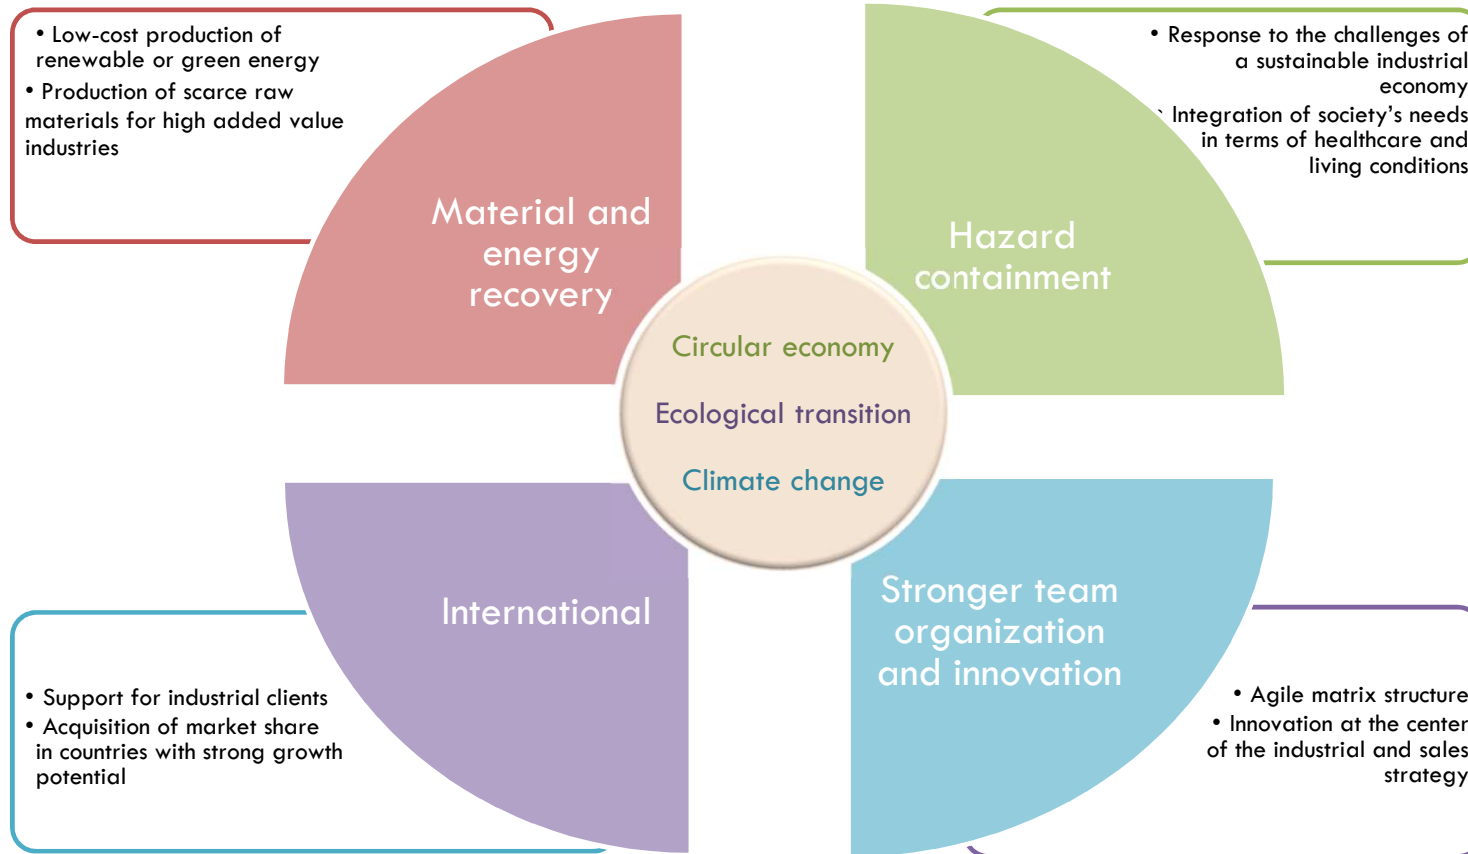 • Low-cost production of
renewable or green energy
• Production of scarce raw
materials for high added value
industries
• Response to the challenges of
a sustainable industrial
economy
• Integration of society’s needs
in terms of healthcare and
living conditions
Material and
energy
recovery
Hazard
containment
Circular economy
Ecological transition
Climate change
International
Stronger team
organization
and innovation
• Support for industrial clients
• Acquisition of market share
in countries with strong growth
potential
• Agile matrix structure
• Innovation at the center
of the industrial and sales
strategy